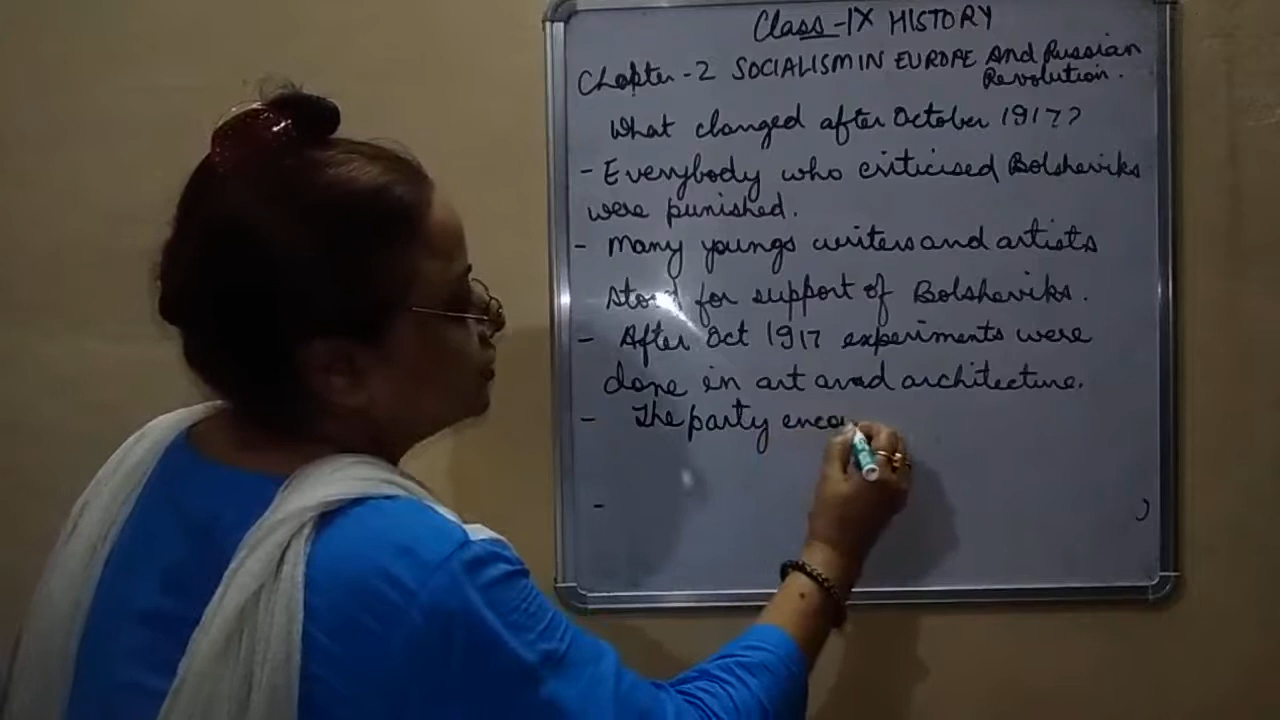 Class-IX HISTORY
Chapter-2 SOCIALISM IN EUROPE And Russian
Revolution.
What changed after October 1917?
- Everybody who criticised Bolsheviks
were punished.
- Many youngs writers and artists
stood for support of Bolsheviks.
- After Oct 1917 experiments were
done in art and architecture.
- The party enco
-